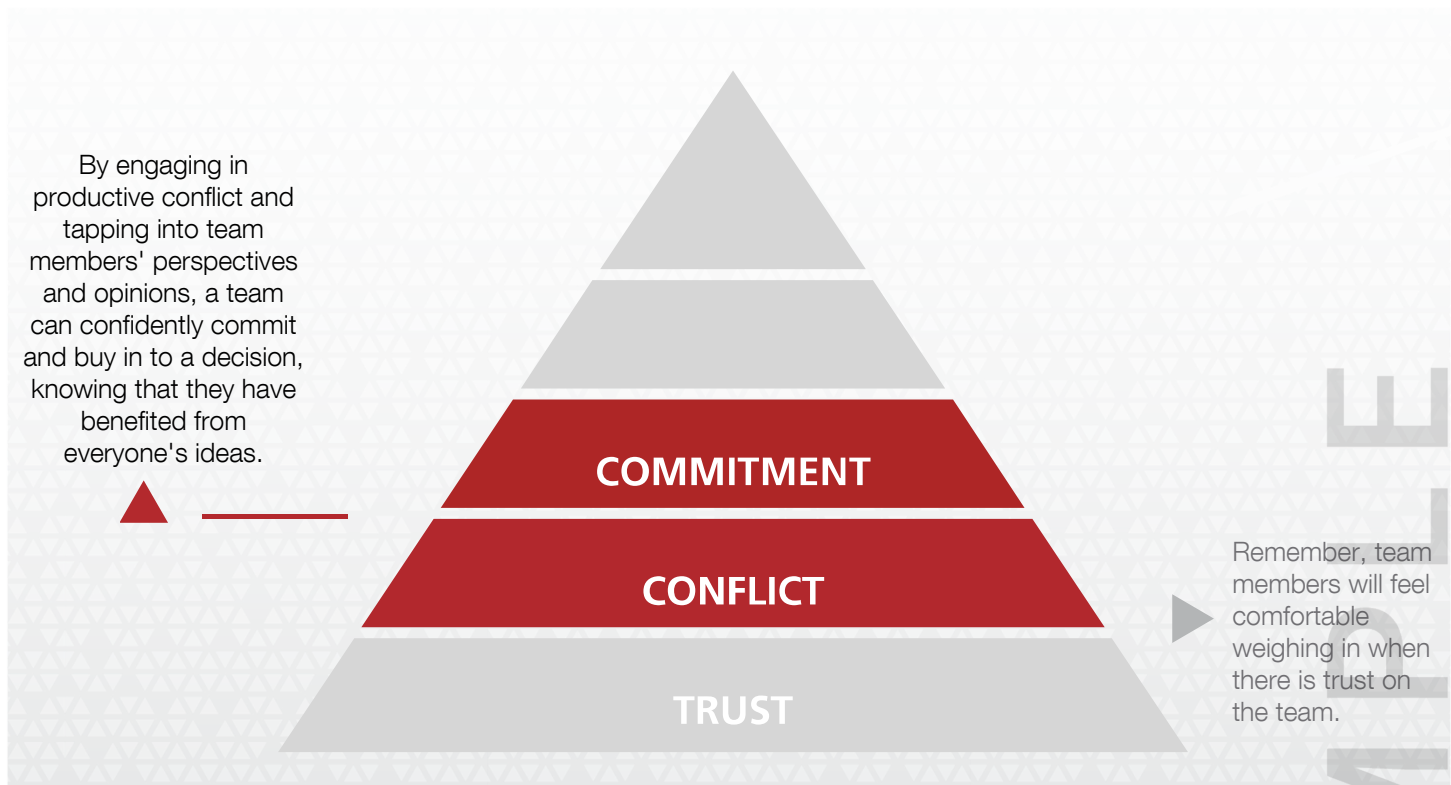 By engaging in
productive conflict and
tapping into team
members' perspectives
and opinions, a team
can confidently commit
and buy in to a decision,
knowing that they have
benefited from
everyone's ideas.
COMMITMENT
CONFLICT
TRUST
Remember, team
members will feel
comfortable
weighing in when
there is trust on
the team.
MPLE